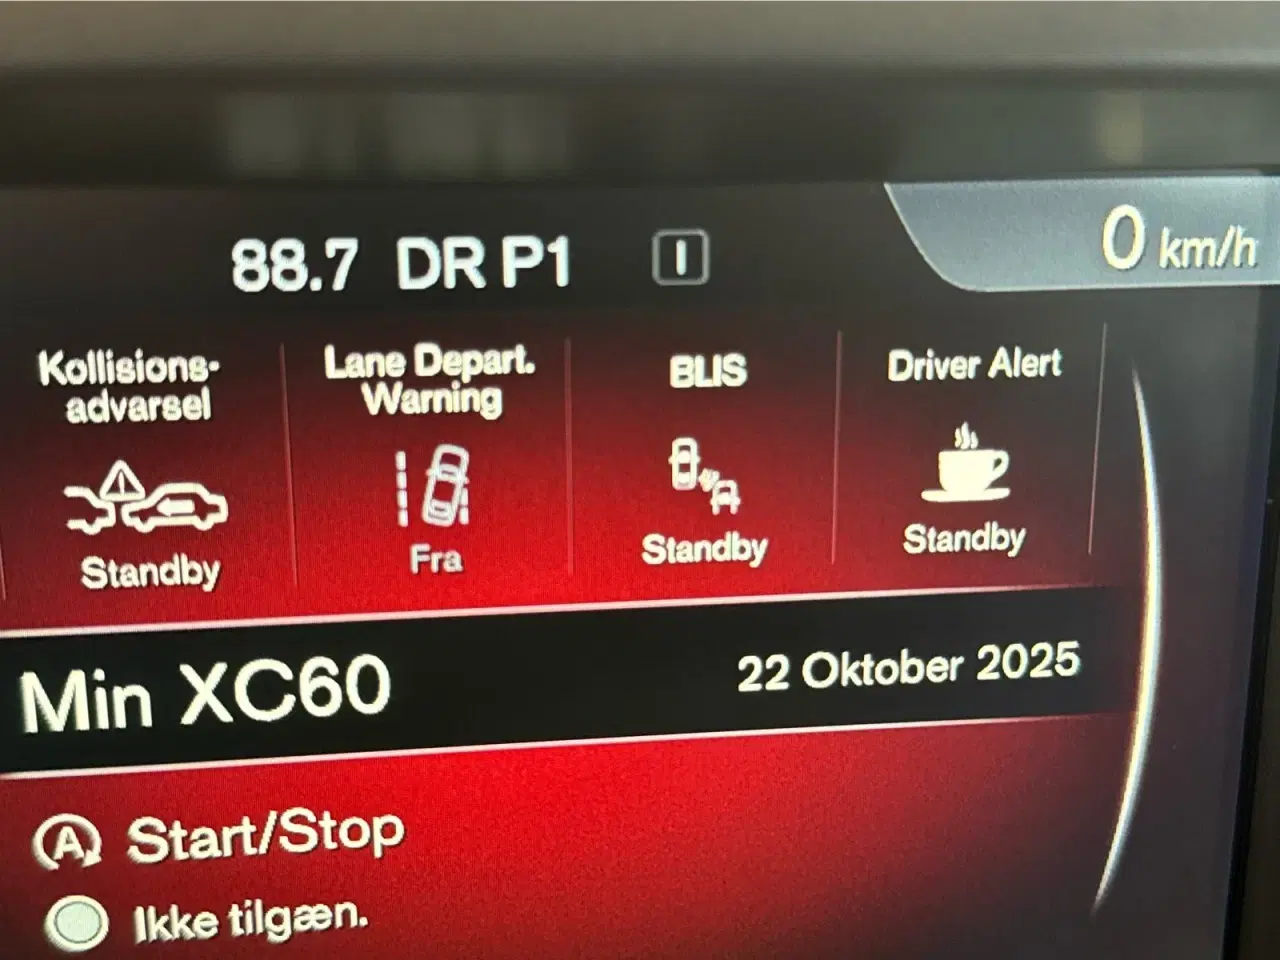 88.7 DR P1 I
0 km/h
Kollisions-
advarsel
Standby
Lane Depart.
Warning
Fra
BLIS
Standby
Driver Alert
Standby
Min XC60
22 Oktober 2025
A Start/Stop
Ikke tilgæn.